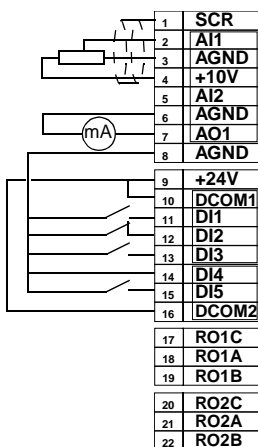 1 SCR
2 AI1
3 AGND
4 +10V
5 AI2
6 AGND
mA
7 AO1
8 AGND
9 +24V
10 DCOM1
11 DI1
12 DI2
13 DI3
14 DI4
15 DI5
16 DCOM2
17 RO1C
18 RO1A
19 RO1B
20 RO2C
21 RO2A
22 RO2B